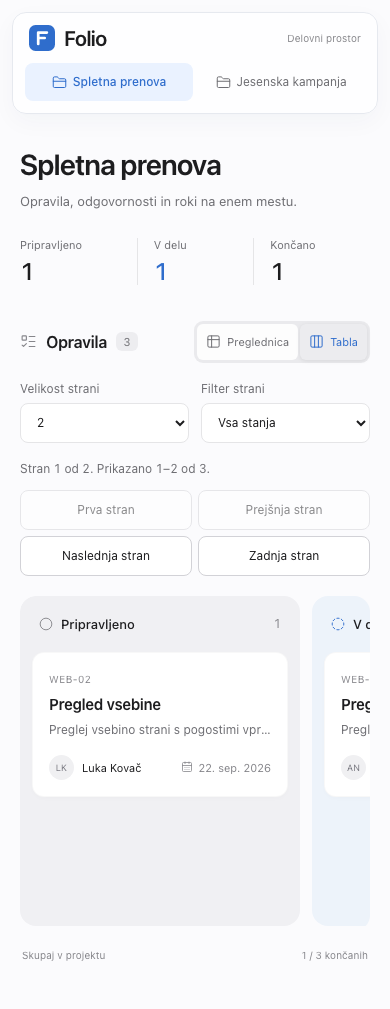 F Folio
Delovni prostor
Spletna prenova
Jesenska kampanja
Spletna prenova
Opravila, odgovornosti in roki na enem mestu.
Pripravljeno
1
V delu
1
Končano
1
Opravila 3
Preglednica
Tabla
Velikost strani
2
Filter strani
Vsa stanja
Stran 1 od 2. Prikazano 1–2 od 3.
Prva stran
Prejšnja stran
Naslednja stran
Zadnja stran
Pripravljeno 1
WEB-02
Pregled vsebine
Preglej vsebino strani s pogostimi vpr...
LK Luka Kovač 22. sep. 2026
V
WEB-
AN
Skupaj v projektu
1 / 3 končanih